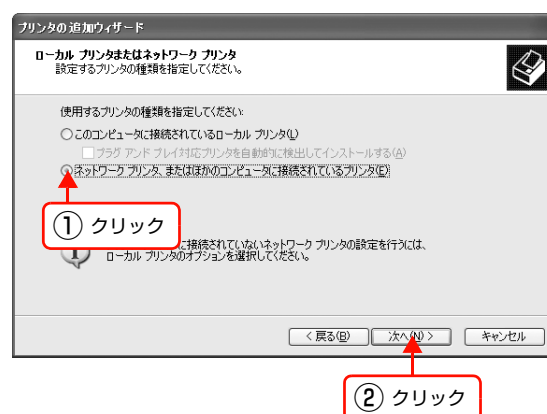 プリンタの追加ウィザード
ローカル プリンタまたはネットワーク プリンタ
設定するプリンタの種類を指定してください。
使用するプリンタの種類を指定してください:
このコンピュータに接続されているローカル プリンタ(L)
プラグ アンド プレイ対応プリンタを自動的に検出してインストールする(A)
ネットワーク プリンタ、またはほかのコンピュータに接続されているプリンタ(E)
① クリック
に接続されていないネットワーク プリンタの設定を行うには、
ローカル プリンタのオプションを選択してください。
< 戻る(B) 次へ(N) > キャンセル
② クリック